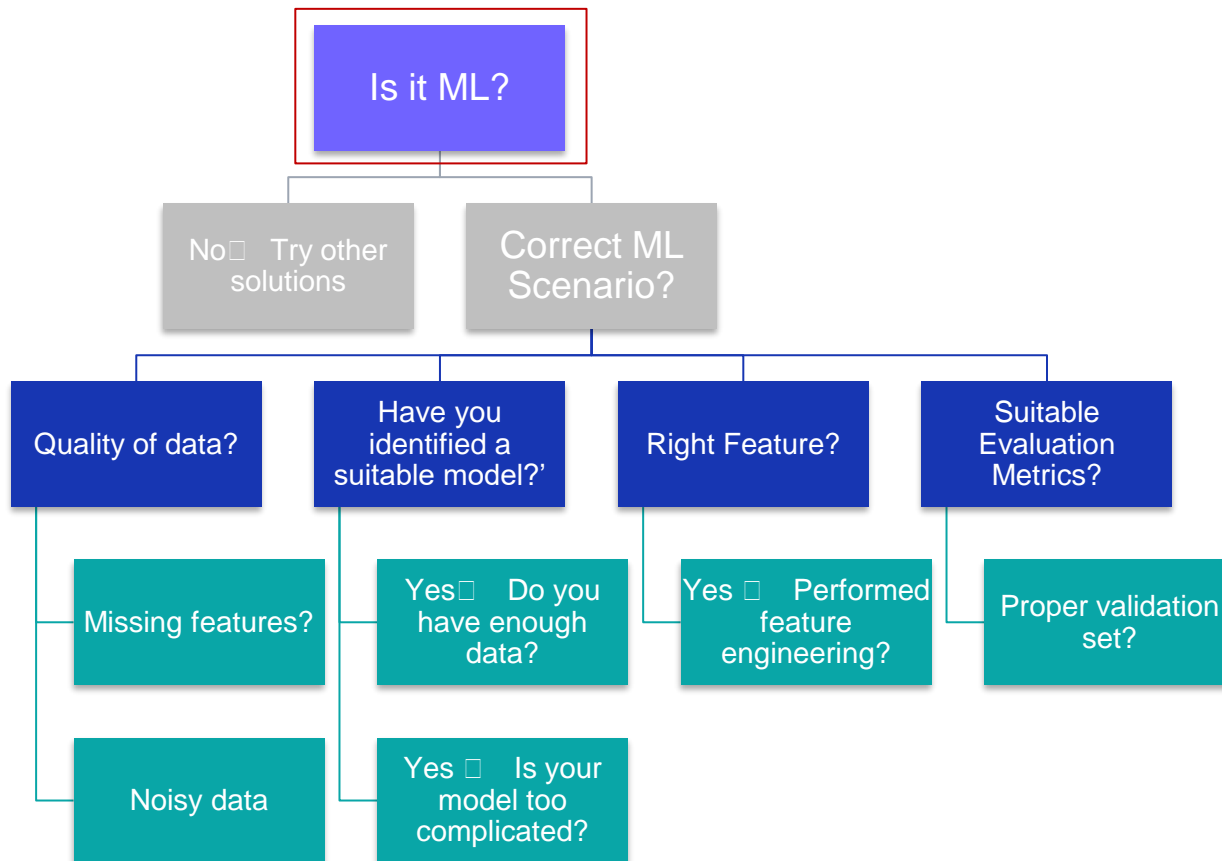 Is it ML?
No□ Try other
solutions
Correct ML
Scenario?
Quality of data?
Have you
identified a
suitable model?’
Right Feature?
Suitable
Evaluation
Metrics?
Missing features?
Yes□ Do you
have enough
data?
Yes □ Performed
feature
engineering?
Proper validation
set?
Noisy data
Yes □ Is your
model too
complicated?